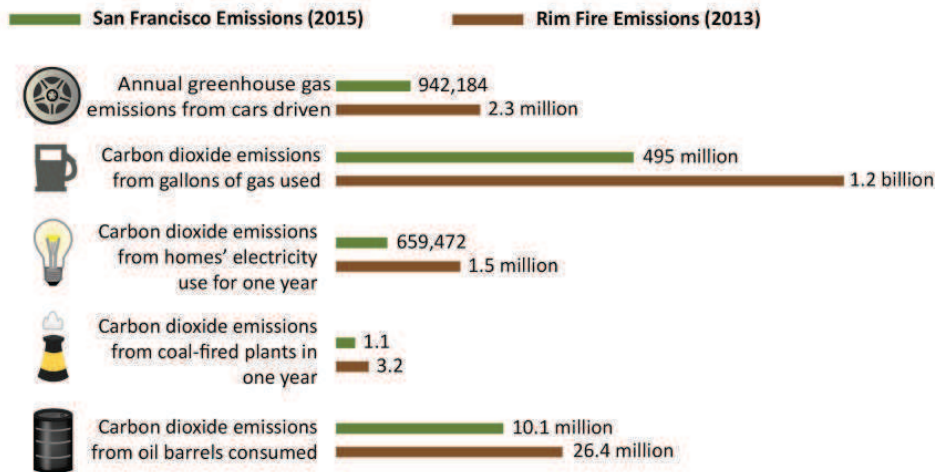 San Francisco Emissions (2015) Rim Fire Emissions (2013)
Annual greenhouse gas
emissions from cars driven
942,184
2.3 million
Carbon dioxide emissions
from gallons of gas used
495 million
1.2 billion
Carbon dioxide emissions
from homes' electricity
use for one year
659,472
1.5 million
Carbon dioxide emissions
from coal-fired plants in
one year
1.1
3.2
Carbon dioxide emissions
from oil barrels consumed
10.1 million
26.4 million